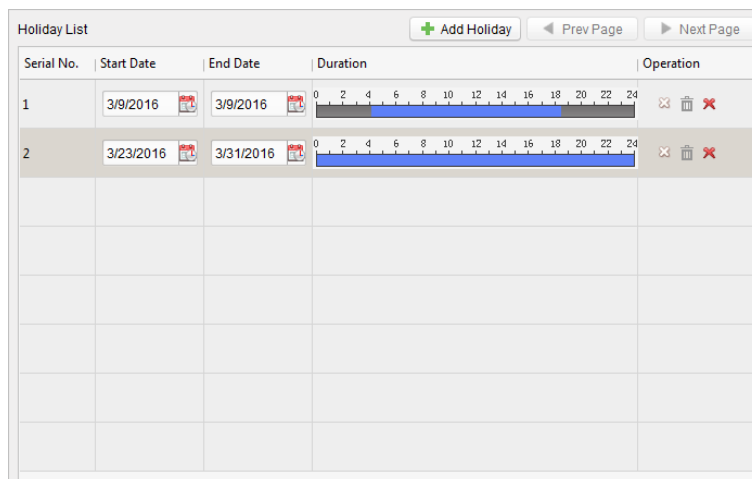 Holiday List Add Holiday Prev Page Next Page
Serial No. Start Date End Date Duration Operation
0 2 4 6 8 10 12 14 16 18 20 22 24
1 3/9/2016 3/9/2016
0 2 4 6 8 10 12 14 16 18 20 22 24
2 3/23/2016 3/31/2016